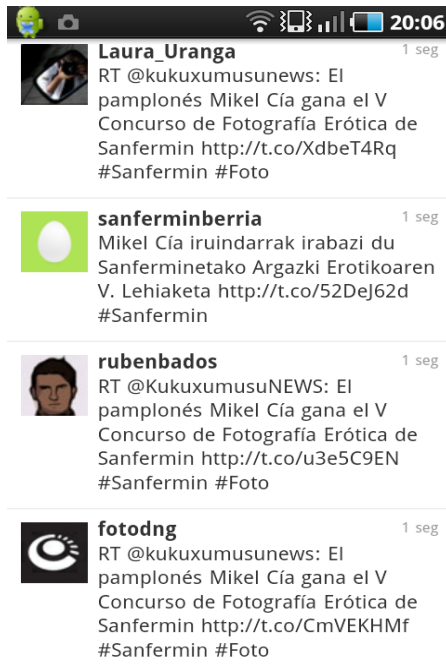 20:06
Laura_Uranga 1 seg
RT @kukuxumusunews: El
pamplonés Mikel Cía gana el V
Concurso de Fotografía Erótica de
Sanfermin http://t.co/XdbeT4Rq
#Sanfermin #Foto
sanferminberria 1 seg
Mikel Cía iruindarrak irabazi du
Sanferminetako Argazki Erotikoaren
V. Lehiaketa http://t.co/52DeJ62d
#Sanfermin
rubenbados 1 seg
RT @KukuxumusuNEWS: El
pamplonés Mikel Cía gana el V
Concurso de Fotografía Erótica de
Sanfermin http://t.co/u3e5C9EN
#Sanfermin #Foto
fotodng 1 seg
RT @kukuxumusunews: El
pamplonés Mikel Cía gana el V
Concurso de Fotografía Erótica de
Sanfermin http://t.co/CmVEKHMf
#Sanfermin #Foto